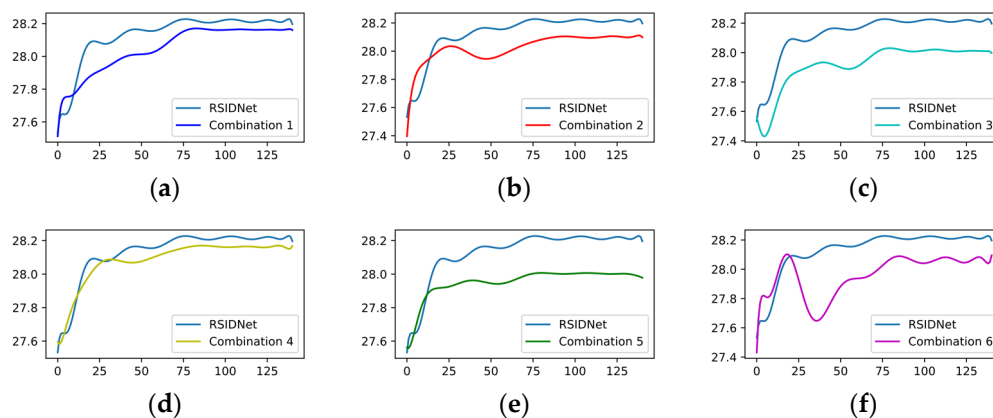 28.2
28.0
27.8
27.6
RSIDNet
Combination 1
0 25 50 75 100 125
(a)
28.2
28.0
27.8
27.6
27.4
RSIDNet
Combination 2
0 25 50 75 100 125
(b)
28.2
28.0
27.8
27.6
27.4
RSIDNet
Combination 3
0 25 50 75 100 125
(c)
28.2
28.0
27.8
27.6
RSIDNet
Combination 4
0 25 50 75 100 125
(d)
28.2
28.0
27.8
27.6
RSIDNet
Combination 5
0 25 50 75 100 125
(e)
28.2
28.0
27.8
27.6
27.4
RSIDNet
Combination 6
0 25 50 75 100 125
(f)